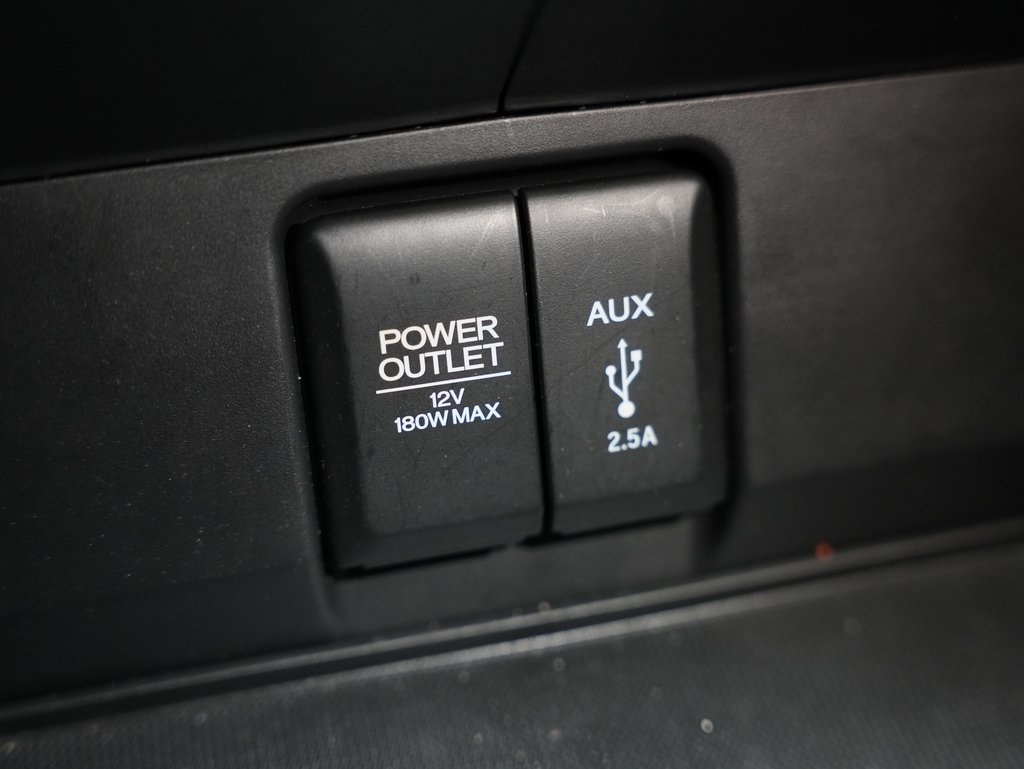 POWER
OUTLET
12V
180W MAX
AUX
2.5A